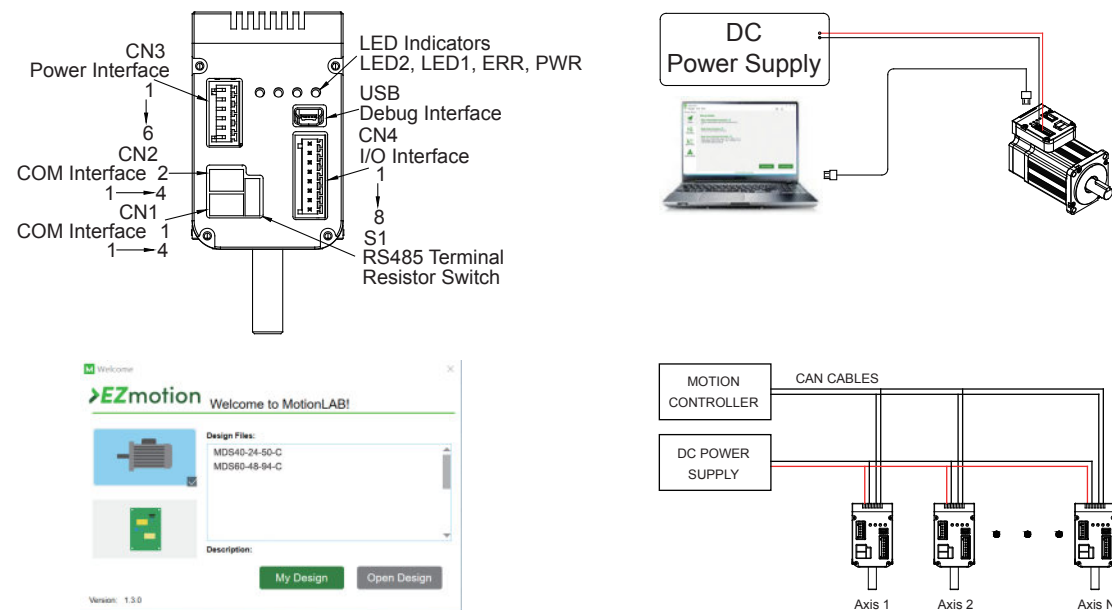 CN3
Power Interface
1
6
CN2
COM Interface 2
1 4
CN1
COM Interface 1
1 4
LED Indicators
LED2, LED1, ERR, PWR
USB
Debug Interface
CN4
I/O Interface
1
8
S1
RS485 Terminal
Resistor Switch
DC
Power Supply
M Welcome
EZmotion
Welcome to MotionLAB!
Design Files:
MDS40-24-50-C
MDS60-48-94-C
Description:
My Design
Open Design
Version: 1.3.0
MOTION
CONTROLLER
CAN CABLES
DC POWER
SUPPLY
Axis 1
Axis 2
Axis N